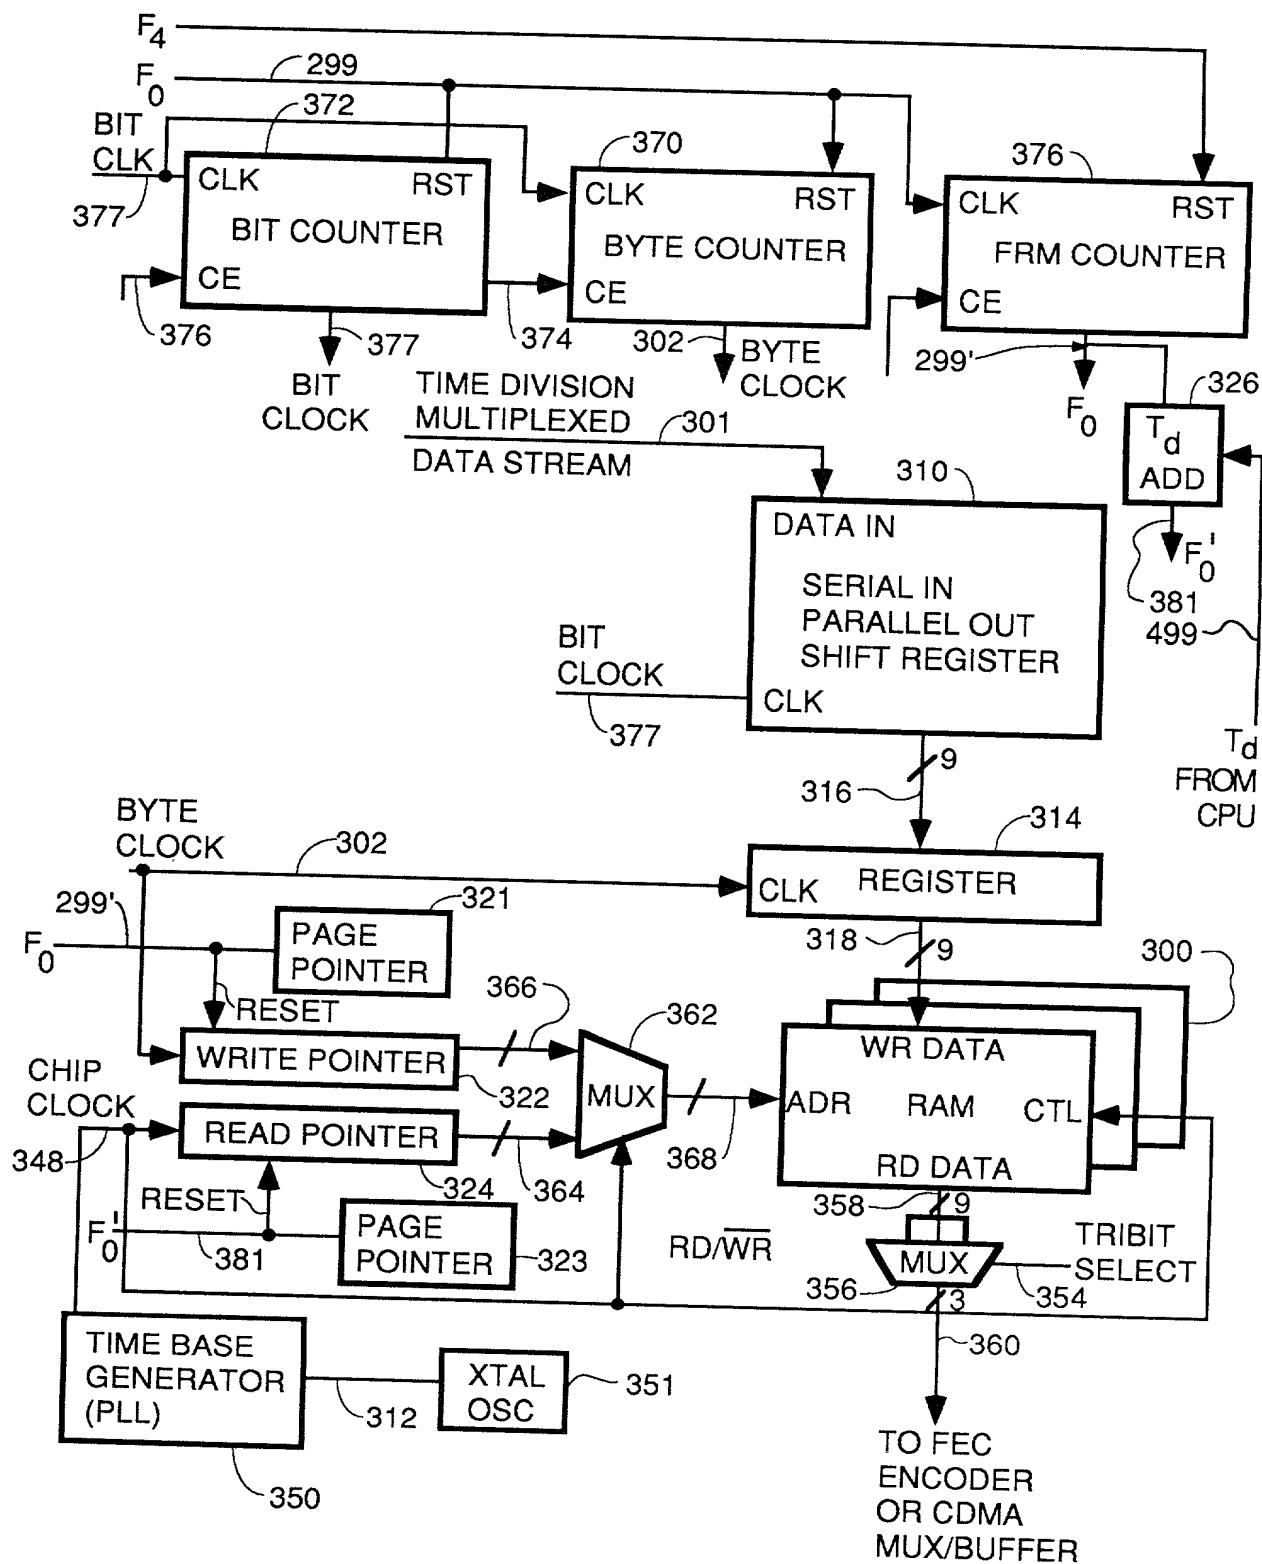 F4
F0
299
372
BIT
CLK
377
CLK
RST
BIT COUNTER
CE
376
377
374
BIT
CLOCK
370
CLK
RST
BYTE COUNTER
CE
302
BYTE
CLOCK
376
CLK
RST
FRM COUNTER
CE
299'
F0
326
Td
ADD
F0'
381
499
Td
FROM
CPU
TIME DIVISION
MULTIPLEXED
301
DATA STREAM
310
DATA IN
SERIAL IN
PARALLEL OUT
SHIFT REGISTER
CLK
BIT
CLOCK
377
9
316
314
BYTE
CLOCK
302
CLK
REGISTER
318
9
300
299'
F0
321
PAGE
POINTER
RESET
366
362
WRITE POINTER
322
CHIP
CLOCK
348
READ POINTER
324
364
MUX
368
WR DATA
ADR
RAM
CTL
RD DATA
RESET
F0'
381
PAGE
POINTER
323
RD/W̅R̅
358
9
MUX
TRIBIT
SELECT
356
3
354
360
TIME BASE
GENERATOR
(PLL)
312
XTAL
OSC
351
350
TO FEC
ENCODER
OR CDMA
MUX/BUFFER